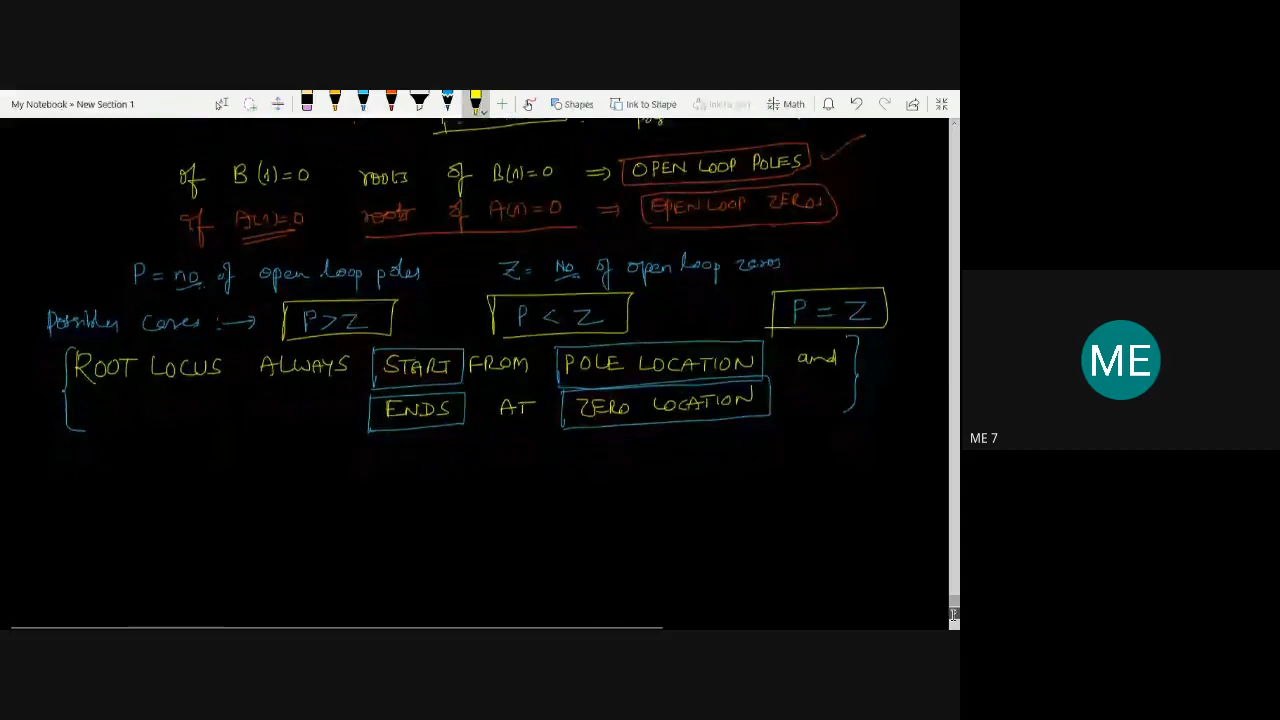 My Notebook » New Section 1 Shapes Ink to Shape Math
of B(s)=0 roots of B(s)=0 ⇒ OPEN LOOP POLES
of A(s)=0 roots of A(s)=0 ⇒ OPEN LOOP ZEROs
P = no of open loop poles Z = No of open loop zeros
Possibles cases :→ P>Z P < Z P = Z
ROOT LOCUS ALWAYS START FROM POLE LOCATION and
ENDS AT ZERO LOCATION
ME
ME 7